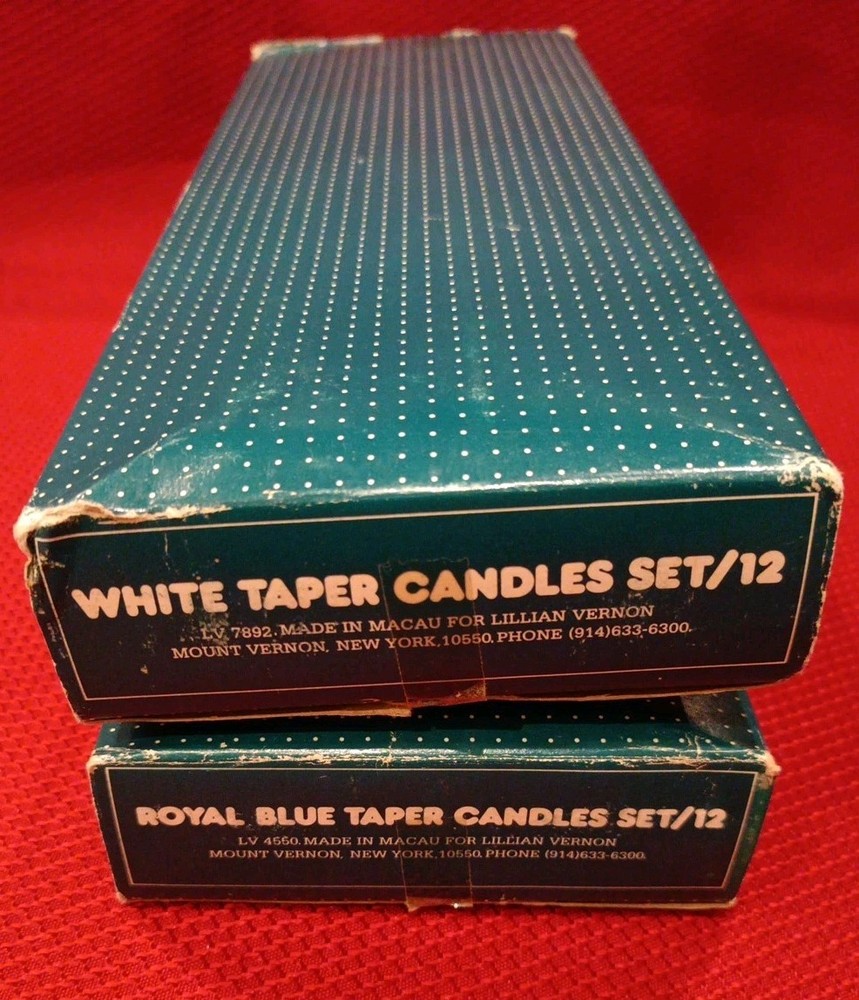 WHITE TAPER CANDLES SET/12
LV 7892. MADE IN MACAU FOR LILLIAN VERNON
MOUNT VERNON, NEW YORK, 10550. PHONE (914)633-6300.
ROYAL BLUE TAPER CANDLES SET/12
LV 4550. MADE IN MACAU FOR LILLIAN VERNON
MOUNT VERNON, NEW YORK, 10550. PHONE (914)633-6300.